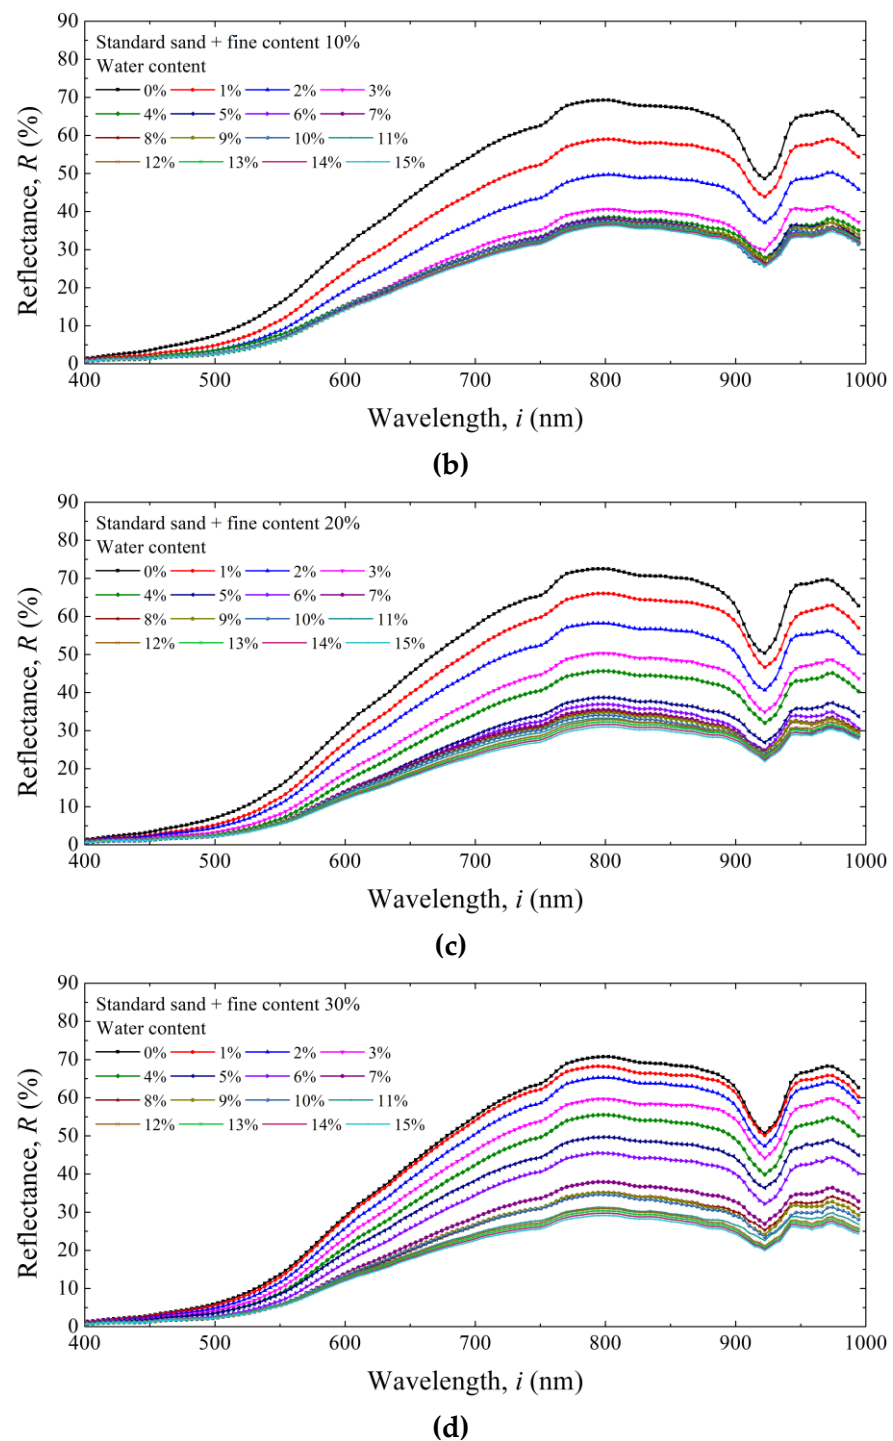 90
80
70
60
50
40
30
20
10
0
Reflectance, R (%)
Standard sand + fine content 10%
Water content
0% 1% 2% 3%
4% 5% 6% 7%
8% 9% 10% 11%
12% 13% 14% 15%
400 500 600 700 800 900 1000
Wavelength, i (nm)
(b)
90
80
70
60
50
40
30
20
10
0
Reflectance, R (%)
Standard sand + fine content 20%
Water content
0% 1% 2% 3%
4% 5% 6% 7%
8% 9% 10% 11%
12% 13% 14% 15%
400 500 600 700 800 900 1000
Wavelength, i (nm)
(c)
90
80
70
60
50
40
30
20
10
0
Reflectance, R (%)
Standard sand + fine content 30%
Water content
0% 1% 2% 3%
4% 5% 6% 7%
8% 9% 10% 11%
12% 13% 14% 15%
400 500 600 700 800 900 1000
Wavelength, i (nm)
(d)